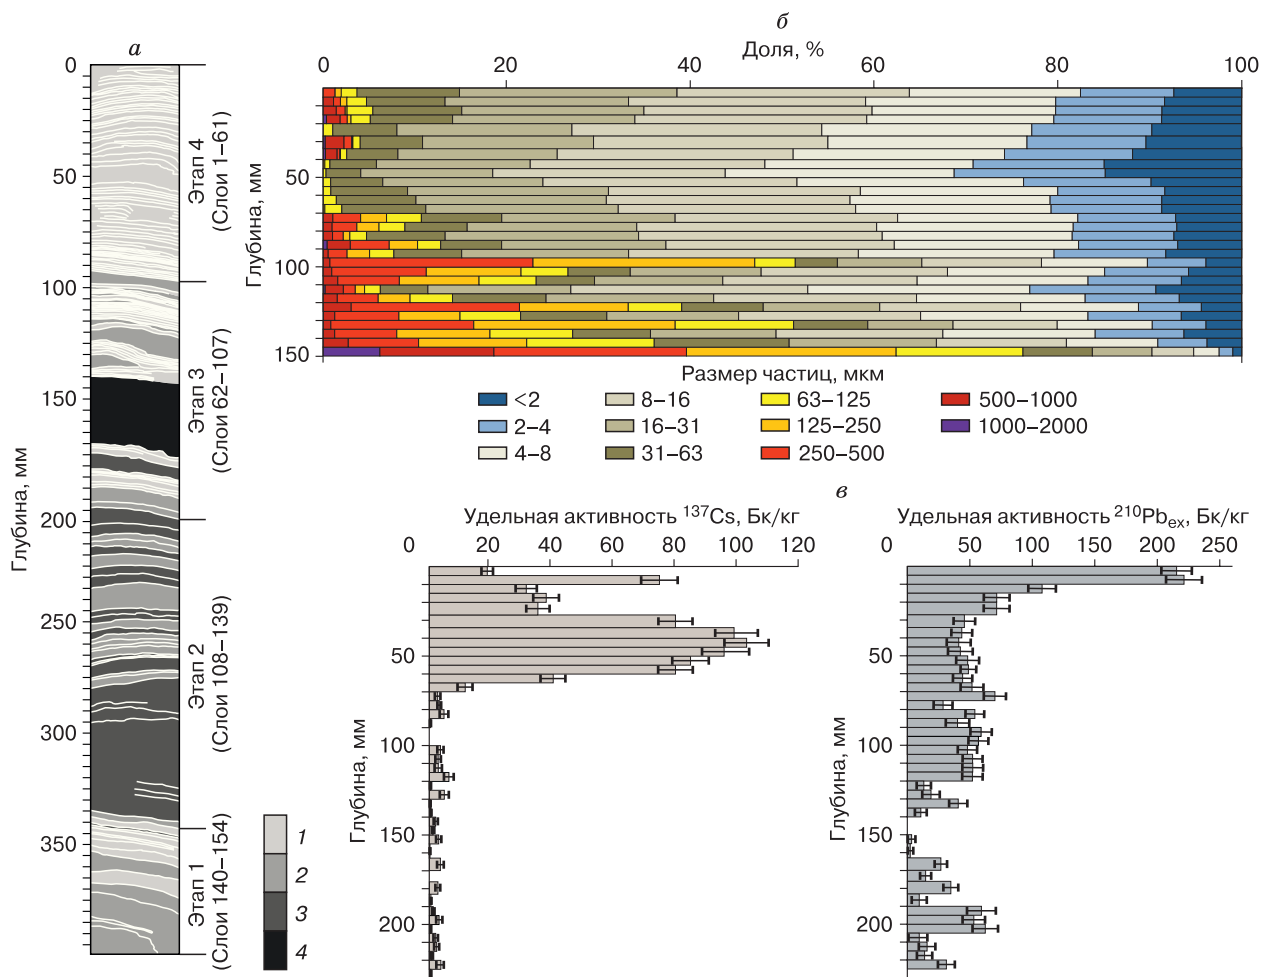 а
0
50
100
150
200
250
300
350
Глубина, мм
Этап 4
(Слои 1–61)
Этап 3
(Слои 62–107)
Этап 2
(Слои 108–139)
Этап 1
(Слои 140–154)
1
2
3
4
б
Доля, %
0 20 40 60 80 100
50
100
150
Глубина, мм
Размер частиц, мкм
<2 8–16 63–125 500–1000
2–4 16–31 125–250 1000–2000
4–8 31–63 250–500
в
Удельная активность ¹³⁷Cs, Бк/кг
0 20 40 60 80 100 120
50
100
150
200
Глубина, мм
Удельная активность ²¹⁰Pbex, Бк/кг
0 50 100 150 200 250
50
100
150
200
Глубина, мм